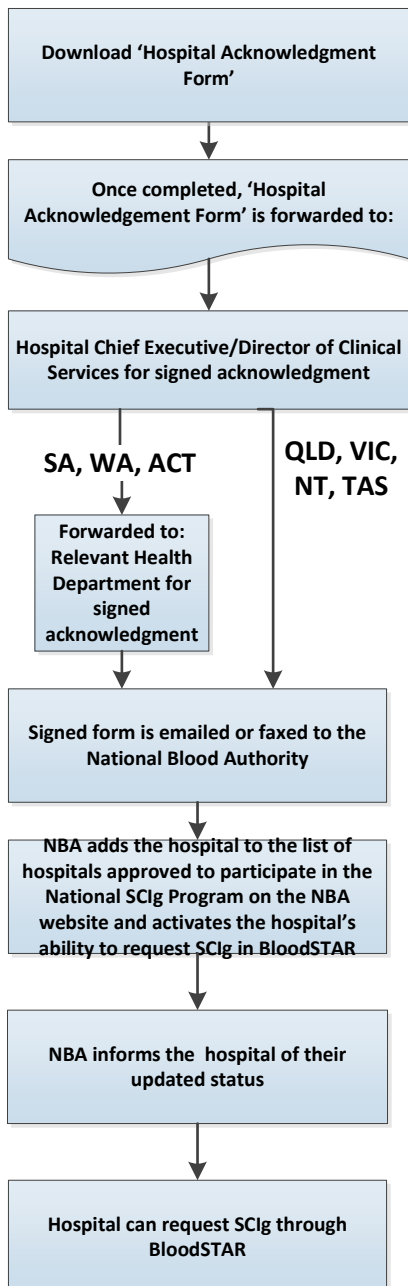 Download ‘Hospital Acknowledgment
Form’
Once completed, ‘Hospital
Acknowledgement Form’ is forwarded to:
Hospital Chief Executive/Director of Clinical
Services for signed acknowledgment
SA, WA, ACT
QLD, VIC,
NT, TAS
Forwarded to:
Relevant Health
Department for
signed
acknowledgment
Signed form is emailed or faxed to the
National Blood Authority
NBA adds the hospital to the list of
hospitals approved to participate in the
National SCIg Program on the NBA
website and activates the hospital’s
ability to request SCIg in BloodSTAR
NBA informs the  hospital of their
updated status
Hospital can request SCIg through
BloodSTAR